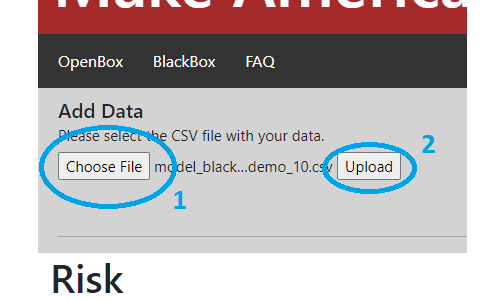 Make America
OpenBox BlackBox FAQ
Add Data
Please select the CSV file with your data.
Choose File model_black...demo_10.csv Upload
1 2
Risk